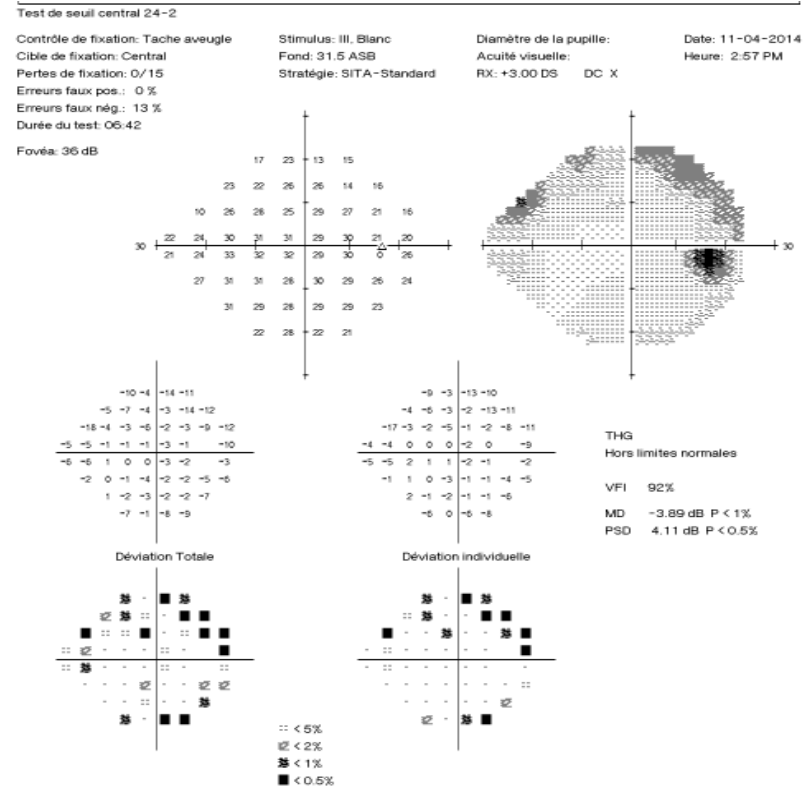 Test de seuil central 24-2
Contrôle de fixation: Tache aveugle Stimulus: III, Blanc Diamètre de la pupille: Date: 11-04-2014
Cible de fixation: Central Fond: 31.5 ASB Acuité visuelle: Heure: 2:57 PM
Pertes de fixation: 0/15 Stratégie: SITA-Standard RX: +3.00 DS DC X
Erreurs faux pos.: 0 %
Erreurs faux nég.: 13 %
Durée du test: 06:42
Fovéa: 36 dB
17 23 13 15
23 22 26 26 14 16
10 26 28 25 29 27 21 16
30 22 24 30 31 31 29 30 21 20 30
21 24 33 32 32 29 30 0 26
27 31 31 28 30 29 26 24
31 29 28 29 29 23
22 28 22 21
-10 -4 -14 -11 -9 -3 -13 -10
-5 -7 -4 -3 -14 -12 -4 -6 -3 -2 -13 -11
-18 -4 -3 -6 -2 -3 -9 -12 -17 -3 -2 -5 -1 -2 -8 -11
-5 -5 -1 -1 -1 -3 -1 -10 -4 -4 0 0 0 -2 0 -9
-6 -6 1 0 0 -3 -2 -3 -5 -5 2 1 1 -2 -1 -2
-2 0 -1 -4 -2 -2 -5 -6 -1 1 0 -3 -1 -1 -4 -5
1 -2 -3 -2 -2 -7 2 -1 -2 -1 -1 -6
-7 -1 -8 -9 -6 0 -6 -8
THG
Hors limites normales
VFI 92%
MD -3.89 dB P < 1%
PSD 4.11 dB P < 0.5%
Déviation Totale Déviation individuelle
< 5%
< 2%
< 1%
< 0.5%